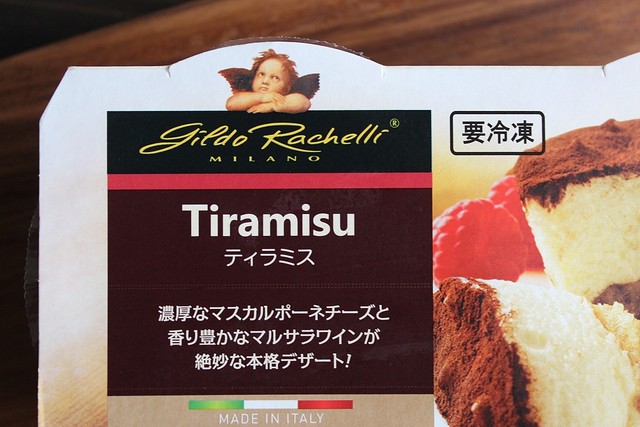 Gildo Rachelli®
MILANO
要冷凍
Tiramisu
ティラミス
濃厚なマスカルポーネチーズと
香り豊かなマルサラワインが
絶妙な本格デザート!
MADE IN ITALY